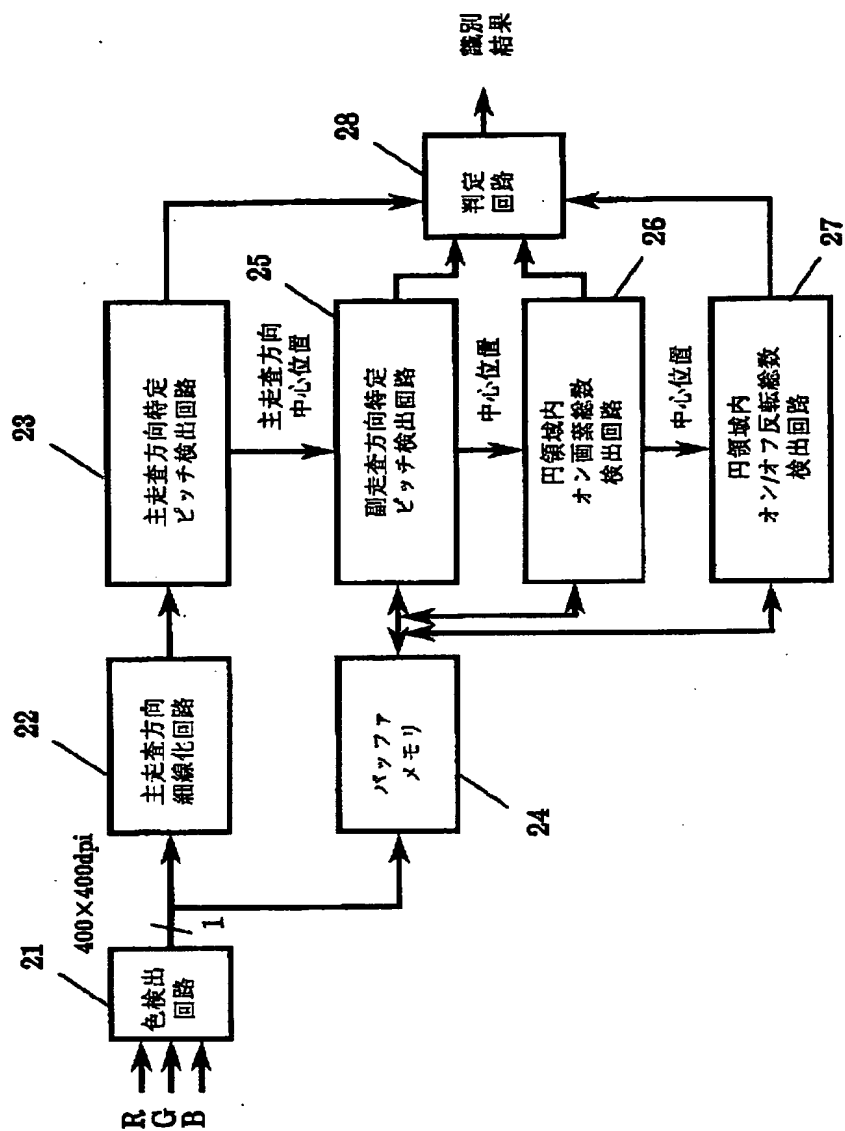 R
G
B
21
色検出
回路
400×400dpi
1
22
主走査方向
細線化回路
23
主走査方向特定
ピッチ検出回路
主走査方向
中心位置
24
バッファ
メモリ
25
副走査方向特定
ピッチ検出回路
中心位置
26
円領域内
オン画素総数
検出回路
中心位置
27
円領域内
オン/オフ反転総数
検出回路
28
判定
回路
識別
結果